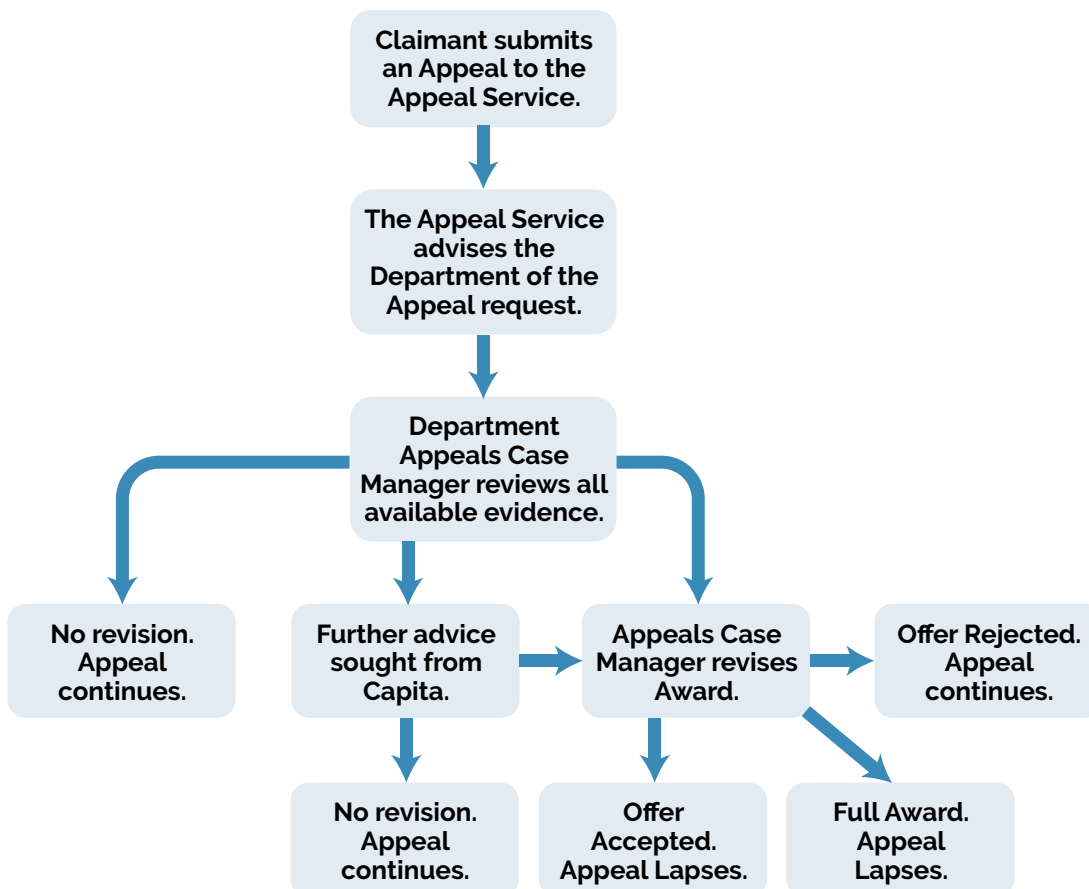 Claimant submits
an Appeal to the
Appeal Service.
The Appeal Service
advises the
Department of the
Appeal request.
Department
Appeals Case
Manager reviews all
available evidence.
No revision.
Appeal
continues.
Further advice
sought from
Capita.
Appeals Case
Manager revises
Award.
Offer Rejected.
Appeal
continues.
No revision.
Appeal
continues.
Offer
Accepted.
Appeal Lapses.
Full Award.
Appeal
Lapses.